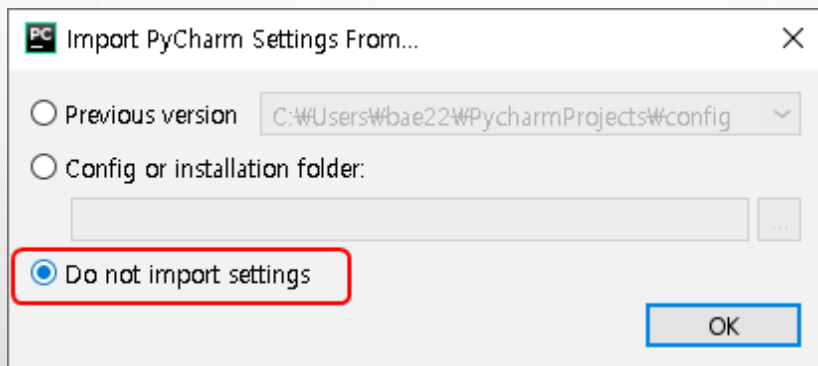 PC Import PyCharm Settings From...
Previous version C:₩Users₩bae22₩PycharmProjects₩config
Config or installation folder:
...
Do not import settings
OK